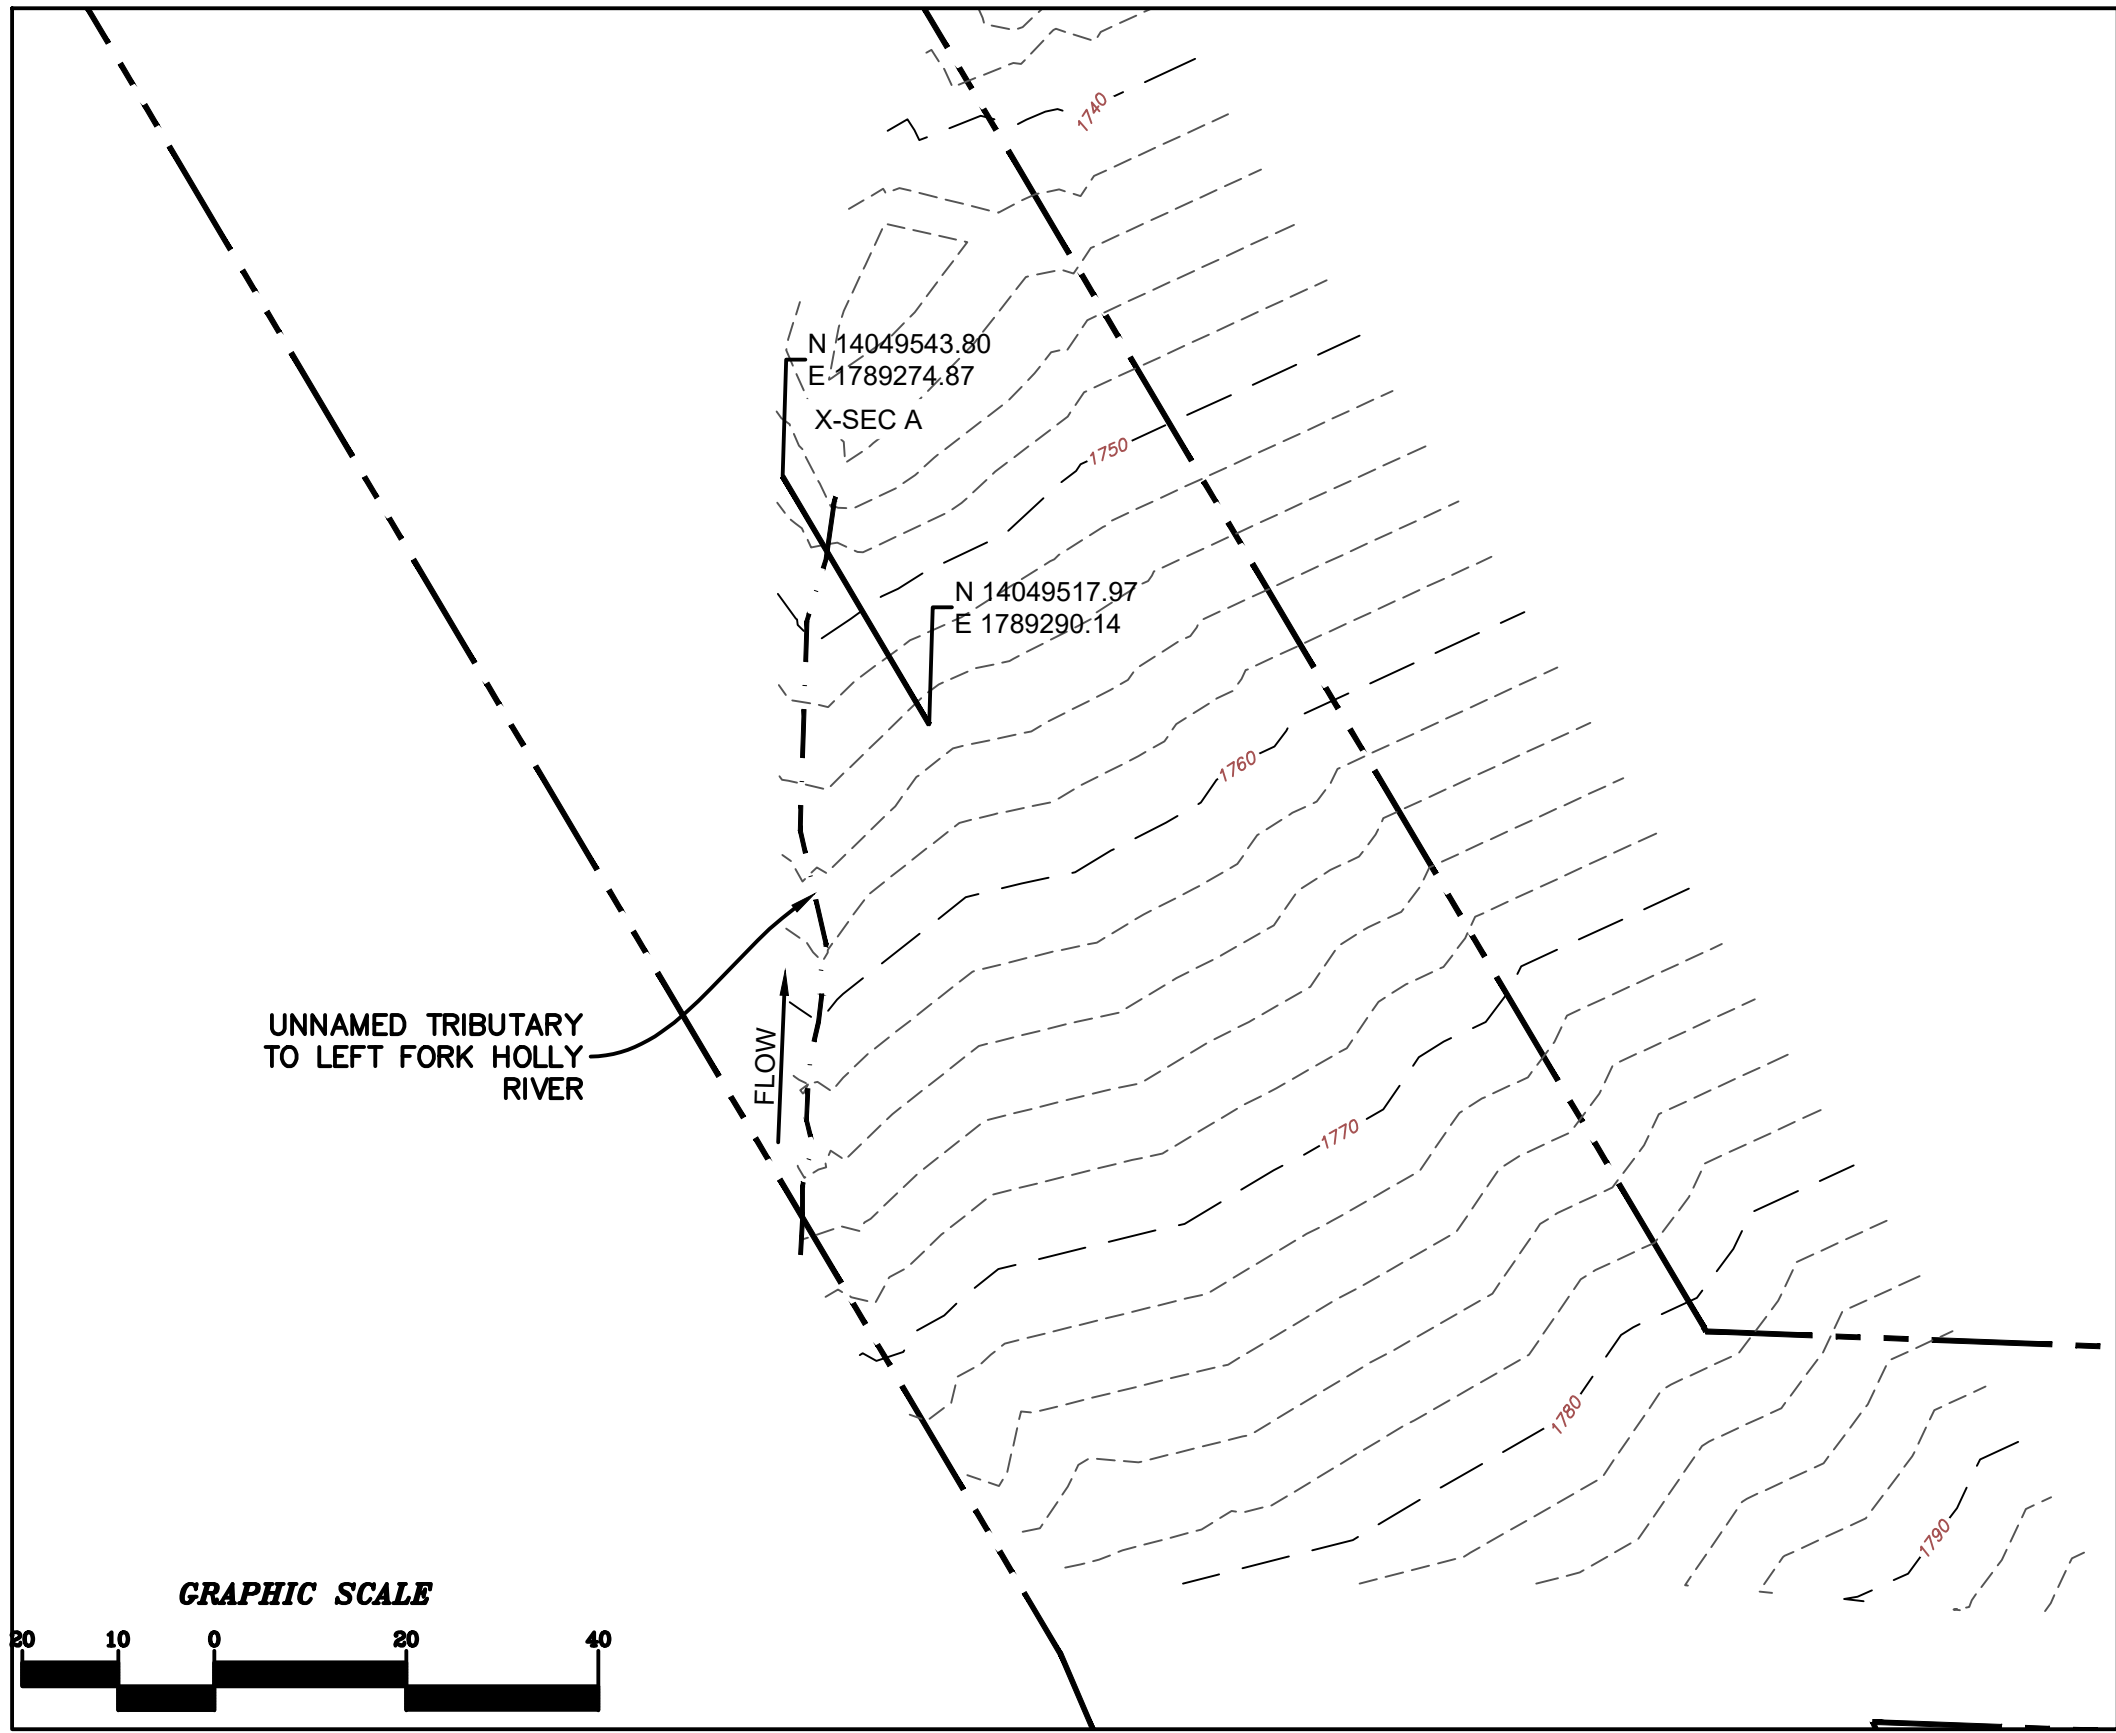 1740
N 14049543.80
E 1789274.87
X-SEC A
1750
N 14049517.97
E 1789290.14
1760
UNNAMED TRIBUTARY
TO LEFT FORK HOLLY
RIVER
FLOW
1770
1780
1790
GRAPHIC SCALE
20 10 0 20 40